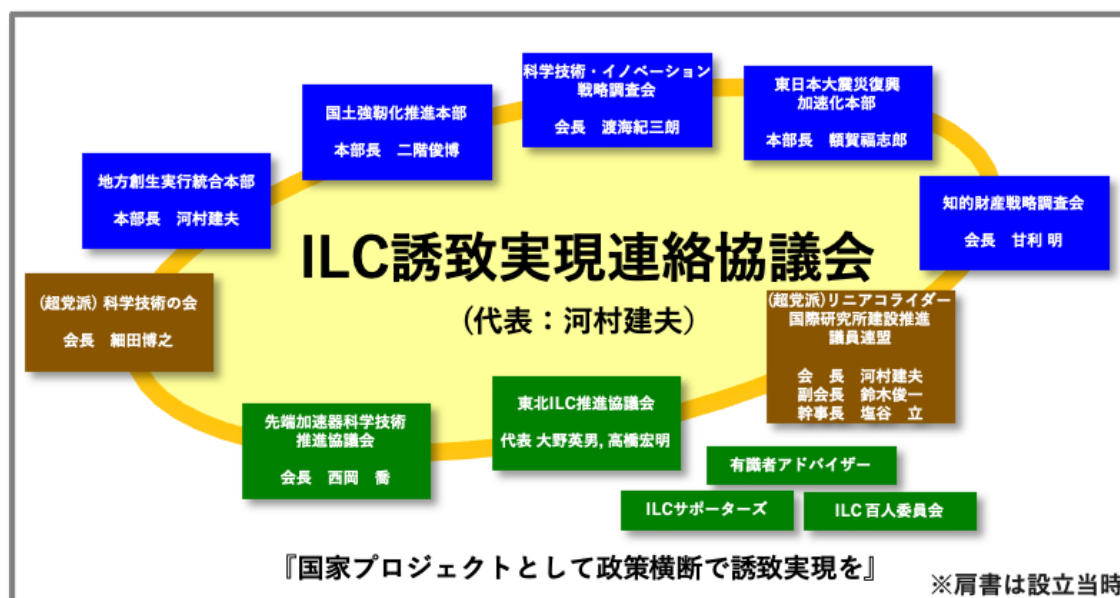 科学技術・イノベーション
戦略調査会
会長 渡海紀三朗
東日本大震災復興
加速化本部
本部長 額賀福志郎
国土強靭化推進本部
本部長 二階俊博
地方創生実行統合本部
本部長 河村建夫
知的財産戦略調査会
会長 甘利 明
ILC誘致実現連絡協議会
(代表：河村建夫)
(超党派) 科学技術の会
会長 細田博之
(超党派)リニアコライダー
国際研究所建設推進
議員連盟
会 長 河村建夫
副会長 鈴木俊一
幹事長 塩谷 立
先端加速器科学技術
推進協議会
会長 西岡 喬
東北ILC推進協議会
代表 大野英男, 高橋宏明
有識者アドバイザー
ILCサポーターズ
ILC百人委員会
『国家プロジェクトとして政策横断で誘致実現を』
※肩書は設立当時